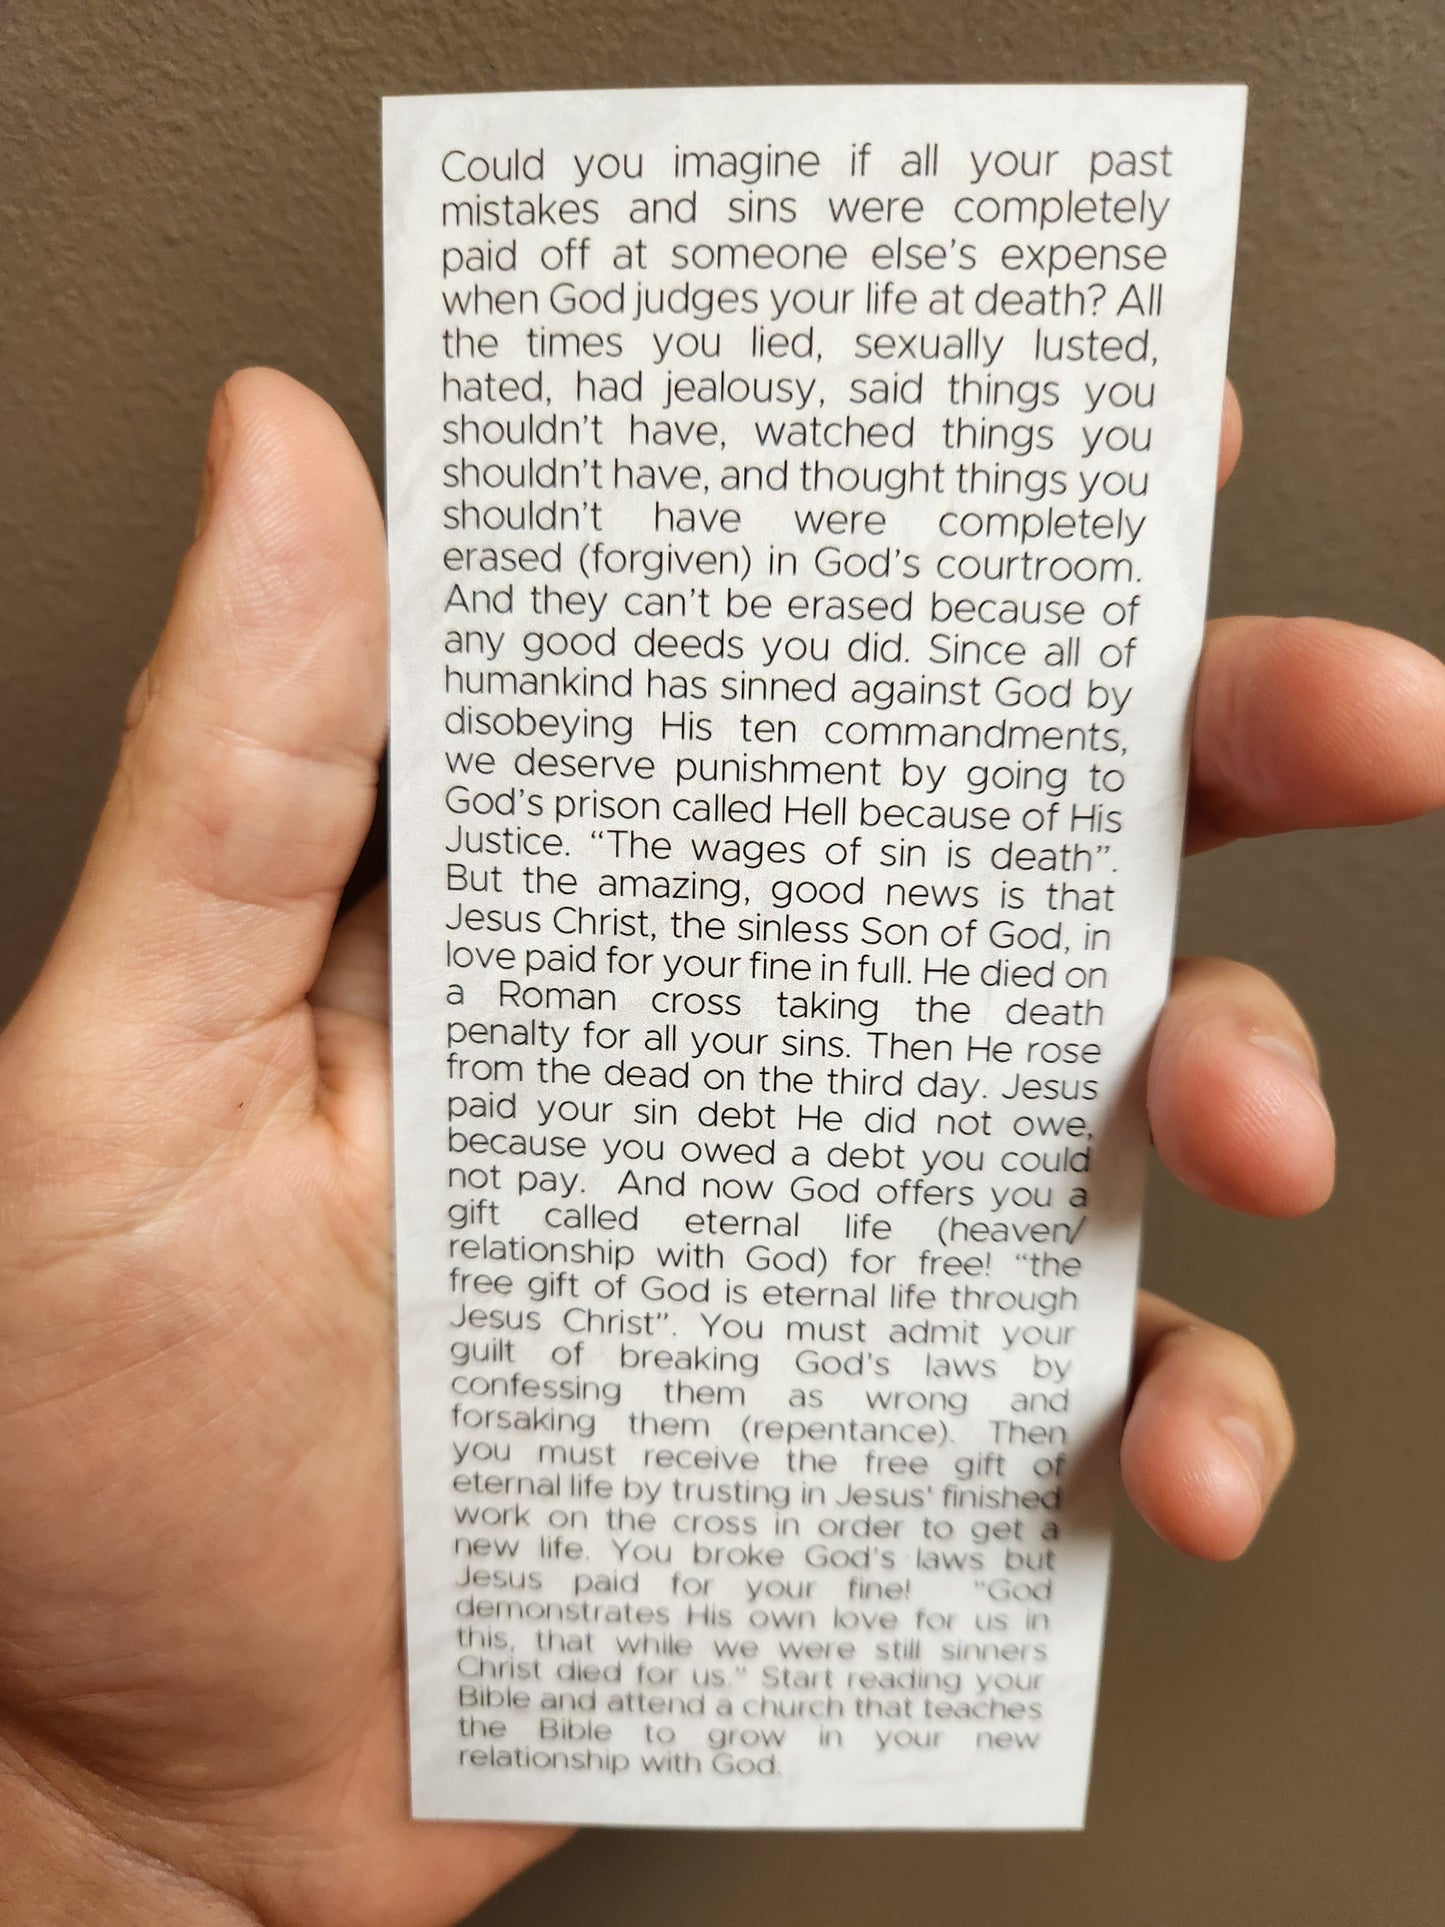 Could you imagine if all your past
mistakes and sins were completely
paid off at someone else's expense
when God judges your life at death? All
the times you lied, sexually lusted,
hated, had jealousy, said things you
shouldn't have, watched things you
shouldn't have, and thought things you
shouldn't have were completely
erased (forgiven) in God's courtroom.
And they can't be erased because of
any good deeds you did. Since all of
humankind has sinned against God by
disobeying His ten commandments,
we deserve punishment by going to
God's prison called Hell because of His
Justice. “The wages of sin is death”.
But the amazing, good news is that
Jesus Christ, the sinless Son of God, in
love paid for your fine in full. He died on
a Roman cross taking the death
penalty for all your sins. Then He rose
from the dead on the third day. Jesus
paid your sin debt He did not owe,
because you owed a debt you could
not pay. And now God offers you a
gift called eternal life (heaven/
relationship with God) for free! “the
free gift of God is eternal life through
Jesus Christ”. You must admit your
guilt of breaking God's laws by
confessing them as wrong and
forsaking them (repentance). Then
you must receive the free gift of
eternal life by trusting in Jesus' finished
work on the cross in order to get a
new life. You broke God's laws but
Jesus paid for your fine! “God
demonstrates His own love for us in
this, that while we were still sinners
Christ died for us.” Start reading your
Bible and attend a church that teaches
the Bible to grow in your new
relationship with God.